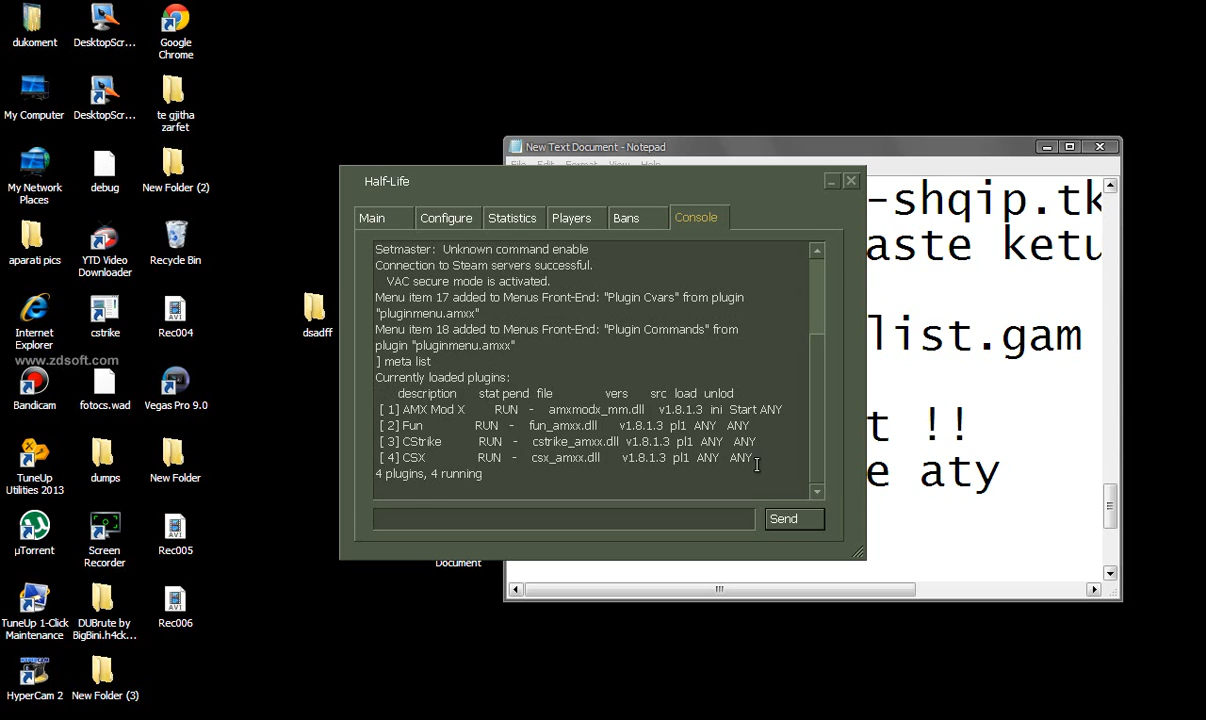 dukoment
DesktopScr...
Google
Chrome
My Computer
DesktopScr...
te gjitha
zarfet
My Network
Places
debug
New Folder (2)
aparati pics
YTD Video
Downloader
Recycle Bin
Internet
Explorer
cstrike
Rec004
dsadff
www.zdsoft.com
Bandicam
fotocs.wad
Vegas Pro 9.0
TuneUp
Utilities 2013
dumps
New Folder
µTorrent
Screen
Recorder
Rec005
TuneUp 1-Click
Maintenance
DUBrute by
BigBini.h4ck...
Rec006
HyperCam 2
New Folder (3)
Document
New Text Document - Notepad
File Edit Format View Help
-shqip.tk
aste ketu
list.gam
t !!
e aty
Half-Life
Main Configure Statistics Players Bans Console
Setmaster: Unknown command enable
Connection to Steam servers successful.
VAC secure mode is activated.
Menu item 17 added to Menus Front-End: "Plugin Cvars" from plugin
"pluginmenu.amxx"
Menu item 18 added to Menus Front-End: "Plugin Commands" from
plugin "pluginmenu.amxx"
] meta list
Currently loaded plugins:
description stat pend file vers src load unlod
[ 1] AMX Mod X RUN - amxmodx_mm.dll v1.8.1.3 ini Start ANY
[ 2] Fun RUN - fun_amxx.dll v1.8.1.3 pl1 ANY ANY
[ 3] CStrike RUN - cstrike_amxx.dll v1.8.1.3 pl1 ANY ANY
[ 4] CSX RUN - csx_amxx.dll v1.8.1.3 pl1 ANY ANY
4 plugins, 4 running
Send